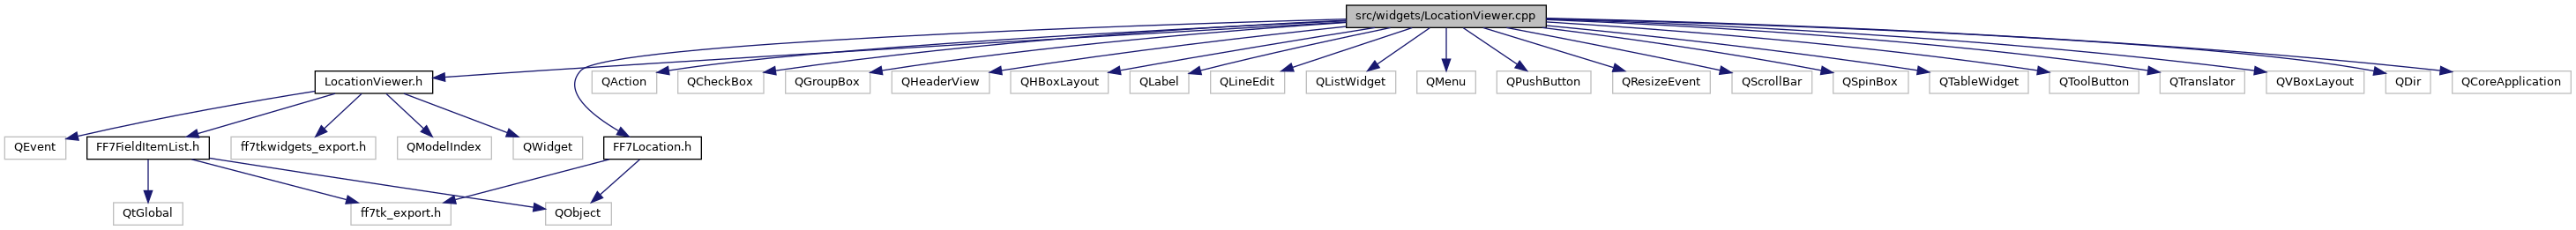 src/widgets/LocationViewer.cpp
LocationViewer.h
QAction
QCheckBox
QGroupBox
QHeaderView
QHBoxLayout
QLabel
QLineEdit
QListWidget
QMenu
QPushButton
QResizeEvent
QScrollBar
QSpinBox
QTableWidget
QToolButton
QTranslator
QVBoxLayout
QDir
QCoreApplication
QEvent
FF7FieldItemList.h
ff7tkwidgets_export.h
QModelIndex
QWidget
FF7Location.h
QtGlobal
ff7tk_export.h
QObject